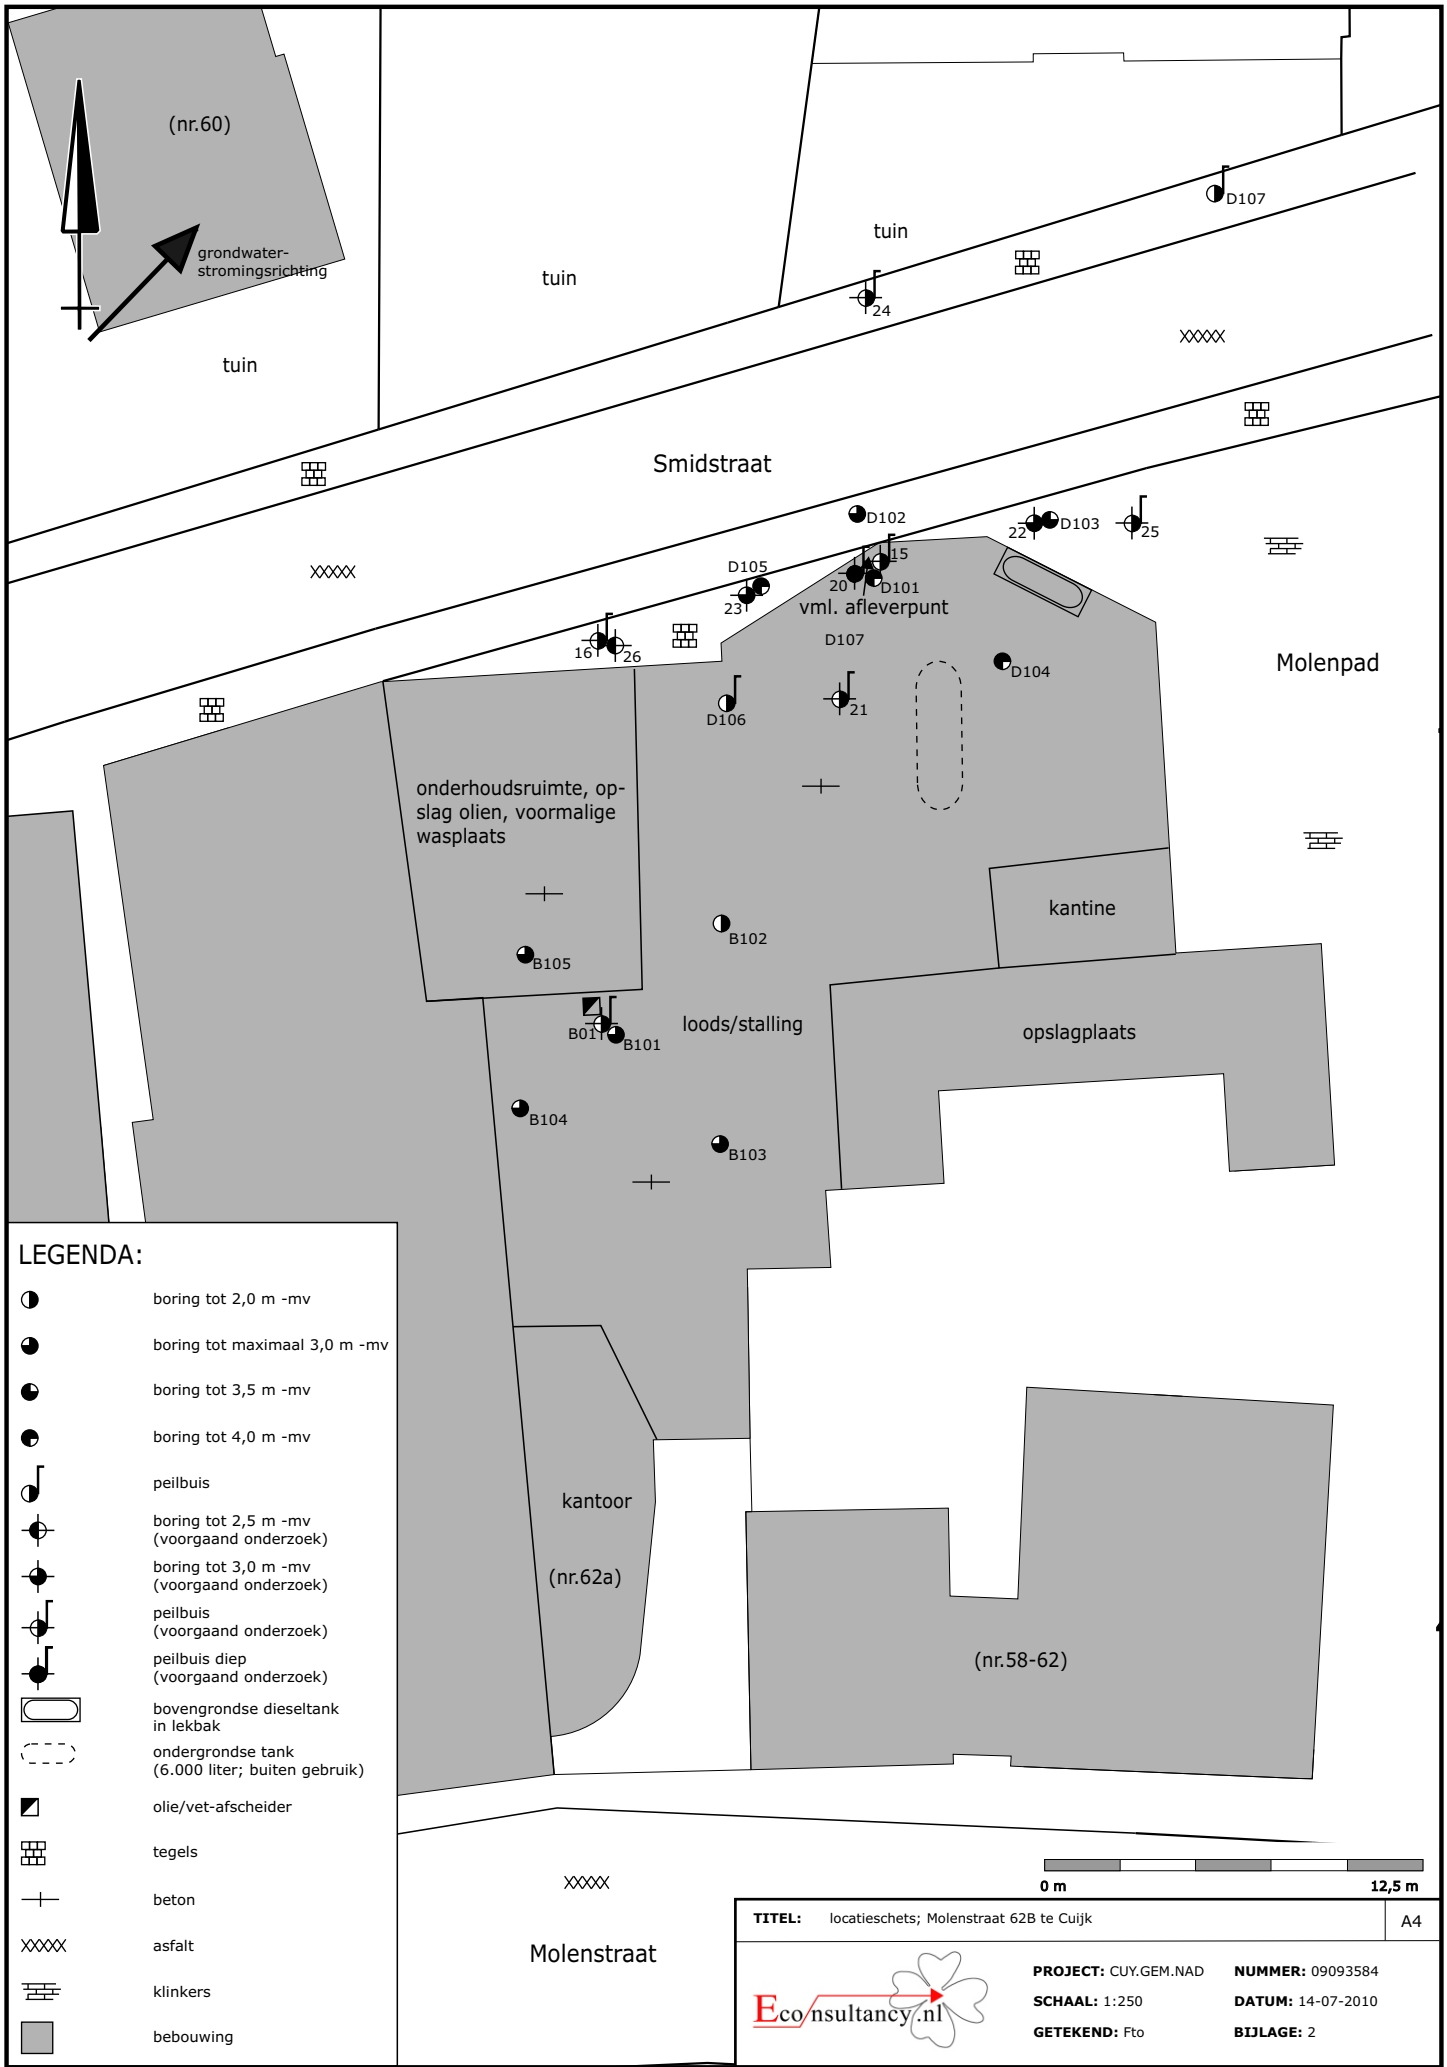 (nr.60)
grondwater-
stromingsrichting
tuin
tuin
tuin
D107
24
Smidstraat
D102
22
D103
25
15
20
D101
vml. afleverpunt
D105
23
16
26
D107
D104
Molenpad
D106
21
onderhoudsruimte, op-
slag olien, voormalige
wasplaats
kantine
B102
B105
loods/stalling
opslagplaats
B01
B101
B104
B103
kantoor
(nr.62a)
(nr.58-62)
Molenstraat
LEGENDA:
boring tot 2,0 m -mv
boring tot maximaal 3,0 m -mv
boring tot 3,5 m -mv
boring tot 4,0 m -mv
peilbuis
boring tot 2,5 m -mv
(voorgaand onderzoek)
boring tot 3,0 m -mv
(voorgaand onderzoek)
peilbuis
(voorgaand onderzoek)
peilbuis diep
(voorgaand onderzoek)
bovengrondse dieseltank
in lekbak
ondergrondse tank
(6.000 liter; buiten gebruik)
olie/vet-afscheider
tegels
beton
asfalt
klinkers
bebouwing
0 m 12,5 m
TITEL: locatieschets; Molenstraat 62B te Cuijk A4
Econsultancy.nl
PROJECT: CUY.GEM.NAD NUMMER: 09093584
SCHAAL: 1:250 DATUM: 14-07-2010
GETEKEND: Fto BIJLAGE: 2